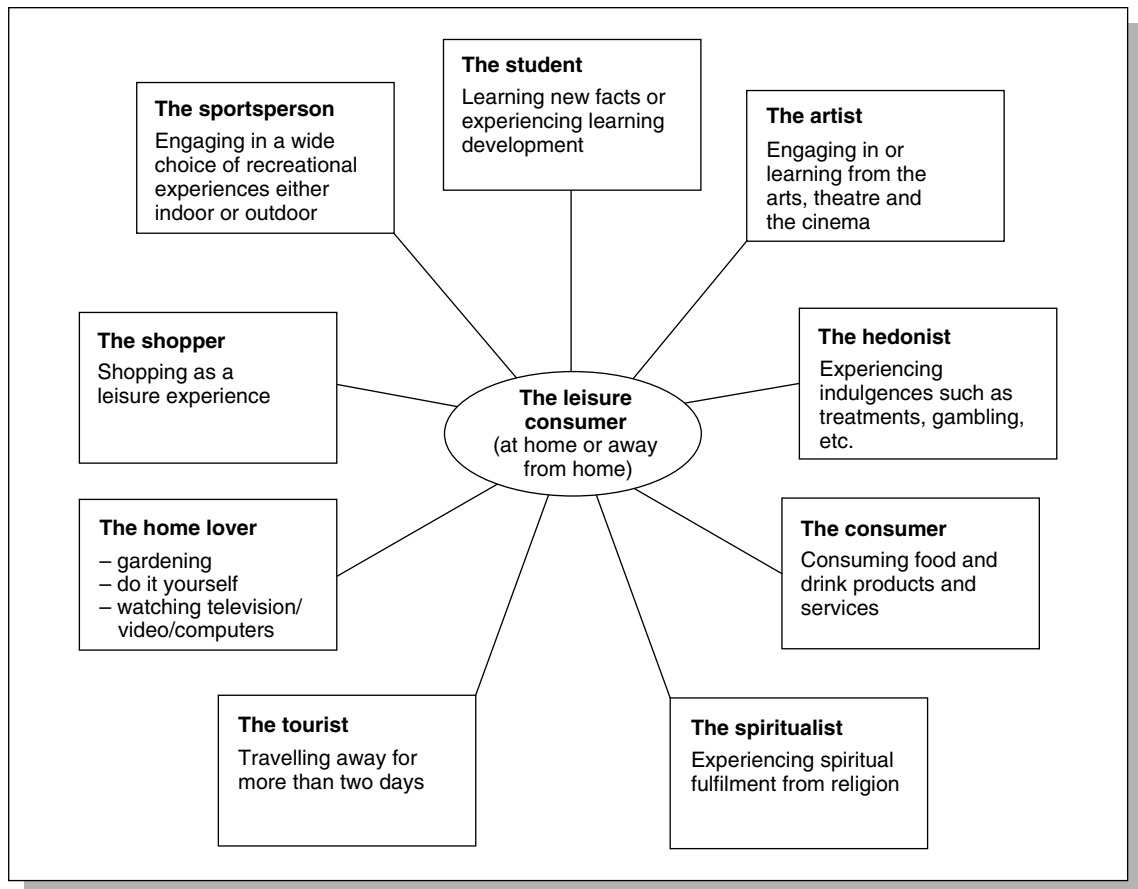 The student
Learning new facts or
experiencing learning
development
The sportsperson
Engaging in a wide
choice of recreational
experiences either
indoor or outdoor
The artist
Engaging in or
learning from the
arts, theatre and
the cinema
The shopper
Shopping as a
leisure experience
The hedonist
Experiencing
indulgences such as
treatments, gambling,
etc.
The leisure
consumer
(at home or away
from home)
The home lover
– gardening
– do it yourself
– watching television/
video/computers
The consumer
Consuming food and
drink products and
services
The tourist
Travelling away for
more than two days
The spiritualist
Experiencing spiritual
fulfilment from religion